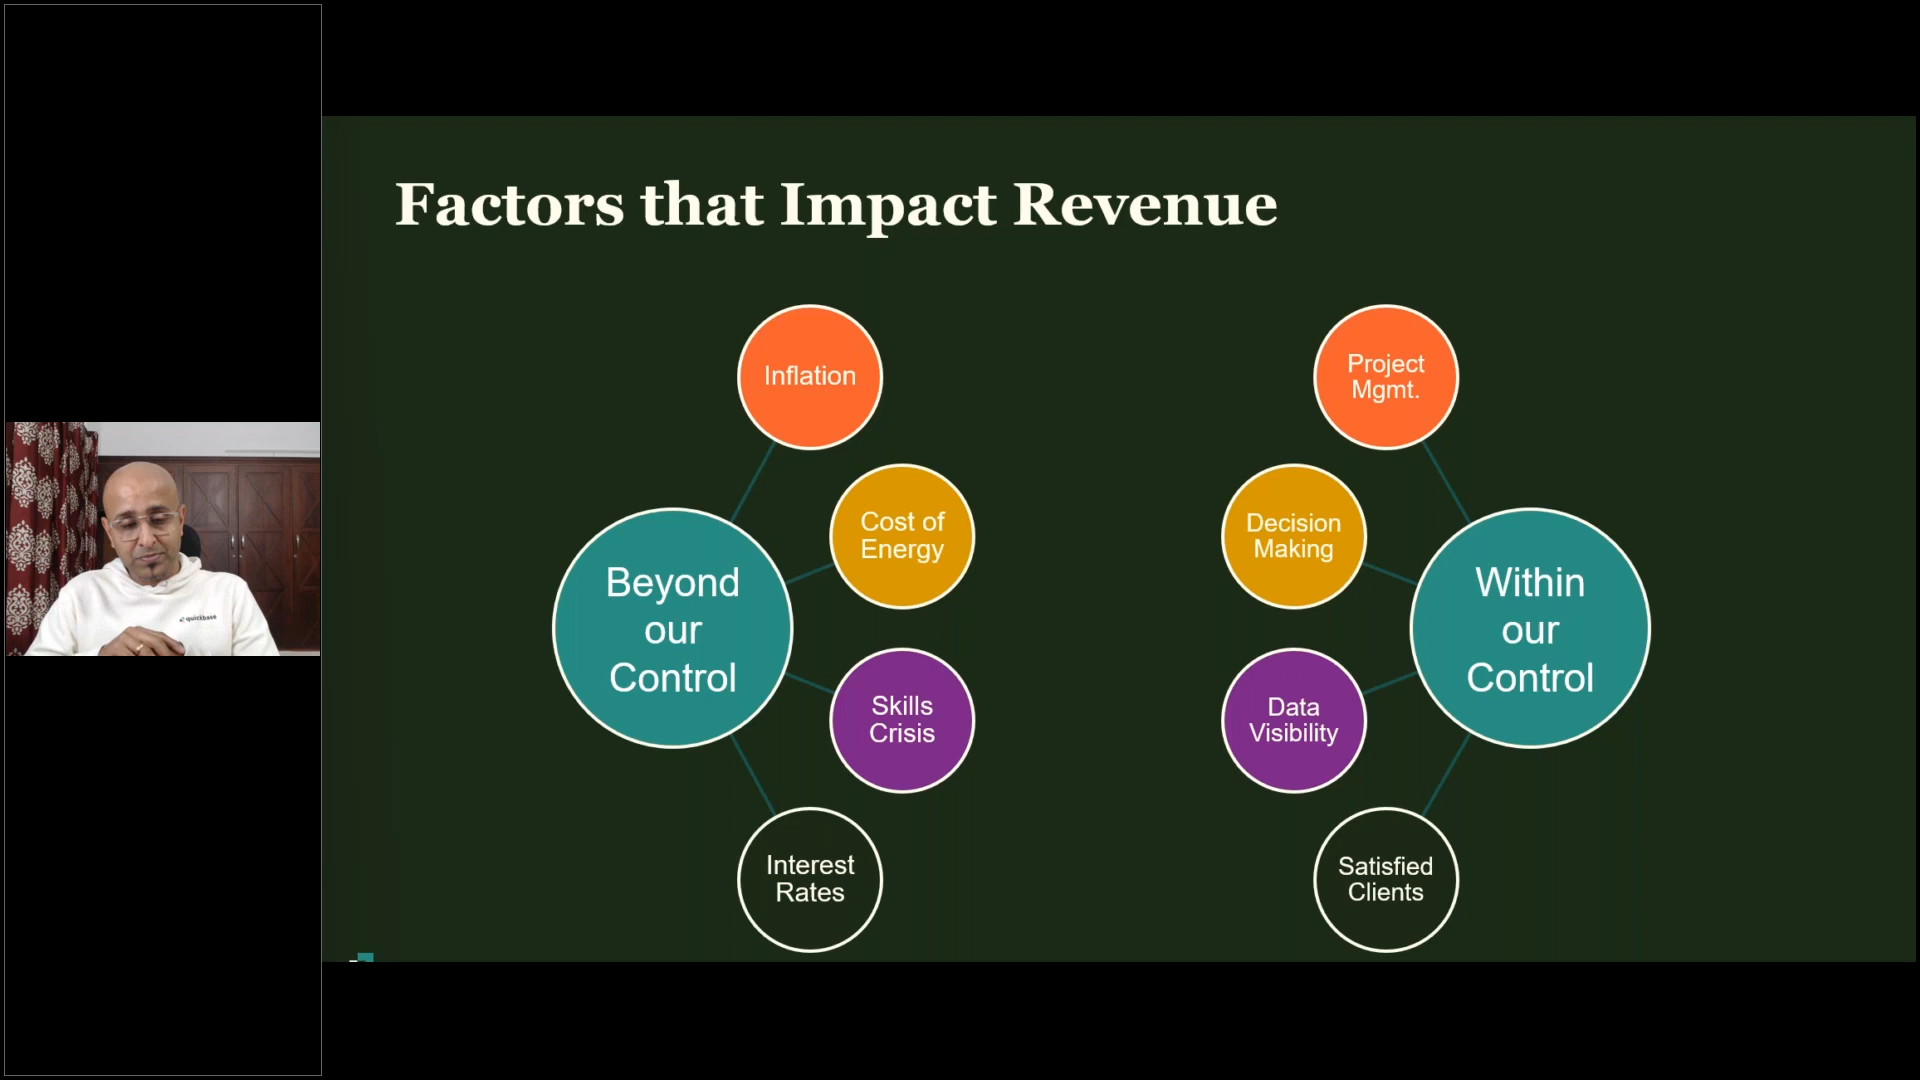 Factors that Impact Revenue
Inflation
Cost of
Energy
Beyond
our
Control
Skills
Crisis
Interest
Rates
Project
Mgmt.
Decision
Making
Within
our
Control
Data
Visibility
Satisfied
Clients
quickbase